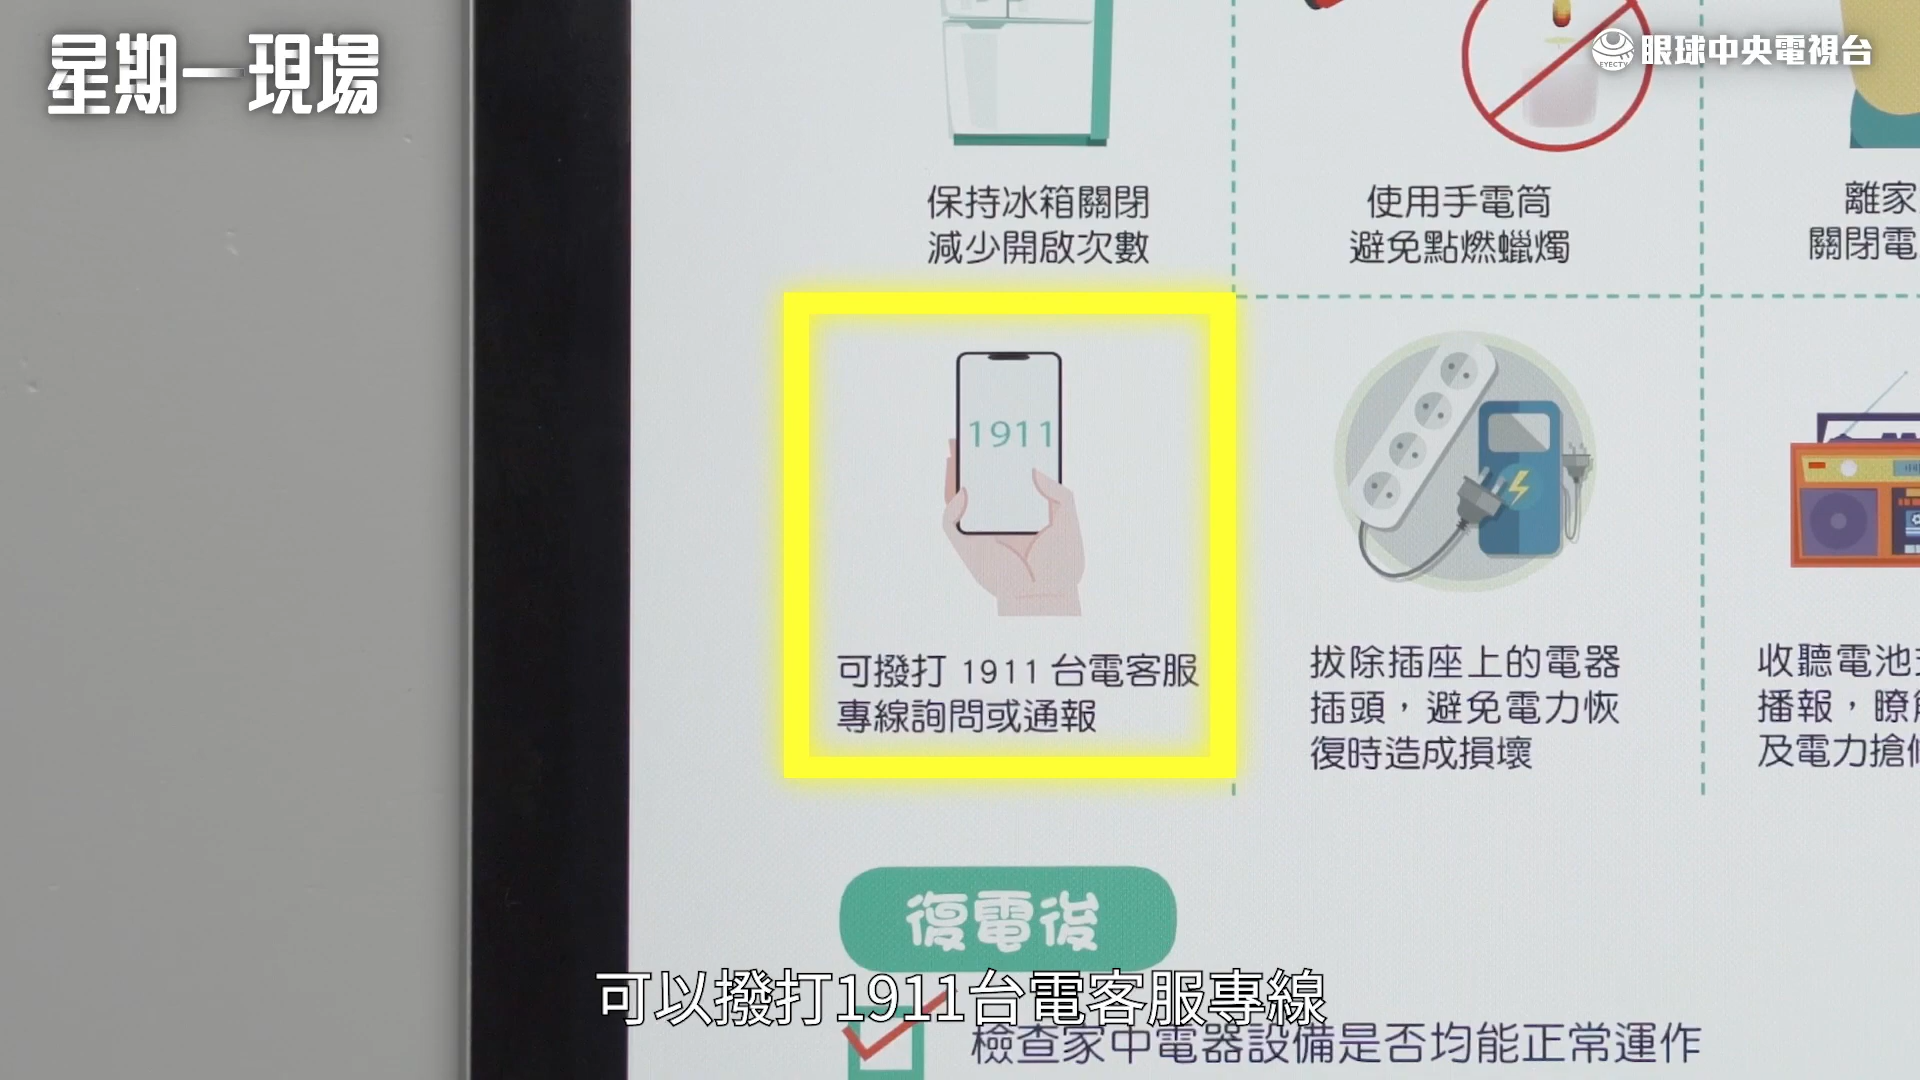 星期一現場
EYECTV
眼球中央電視台
保持冰箱關閉
減少開啟次數
使用手電筒
避免點燃蠟燭
離家
關閉電
1911
可撥打 1911 台電客服
專線詢問或通報
拔除插座上的電器
插頭，避免電力恢
復時造成損壞
收聽電池
播報，瞭
及電力搶
復電後
可以撥打1911台電客服專線
檢查家中電器設備是否均能正常運作